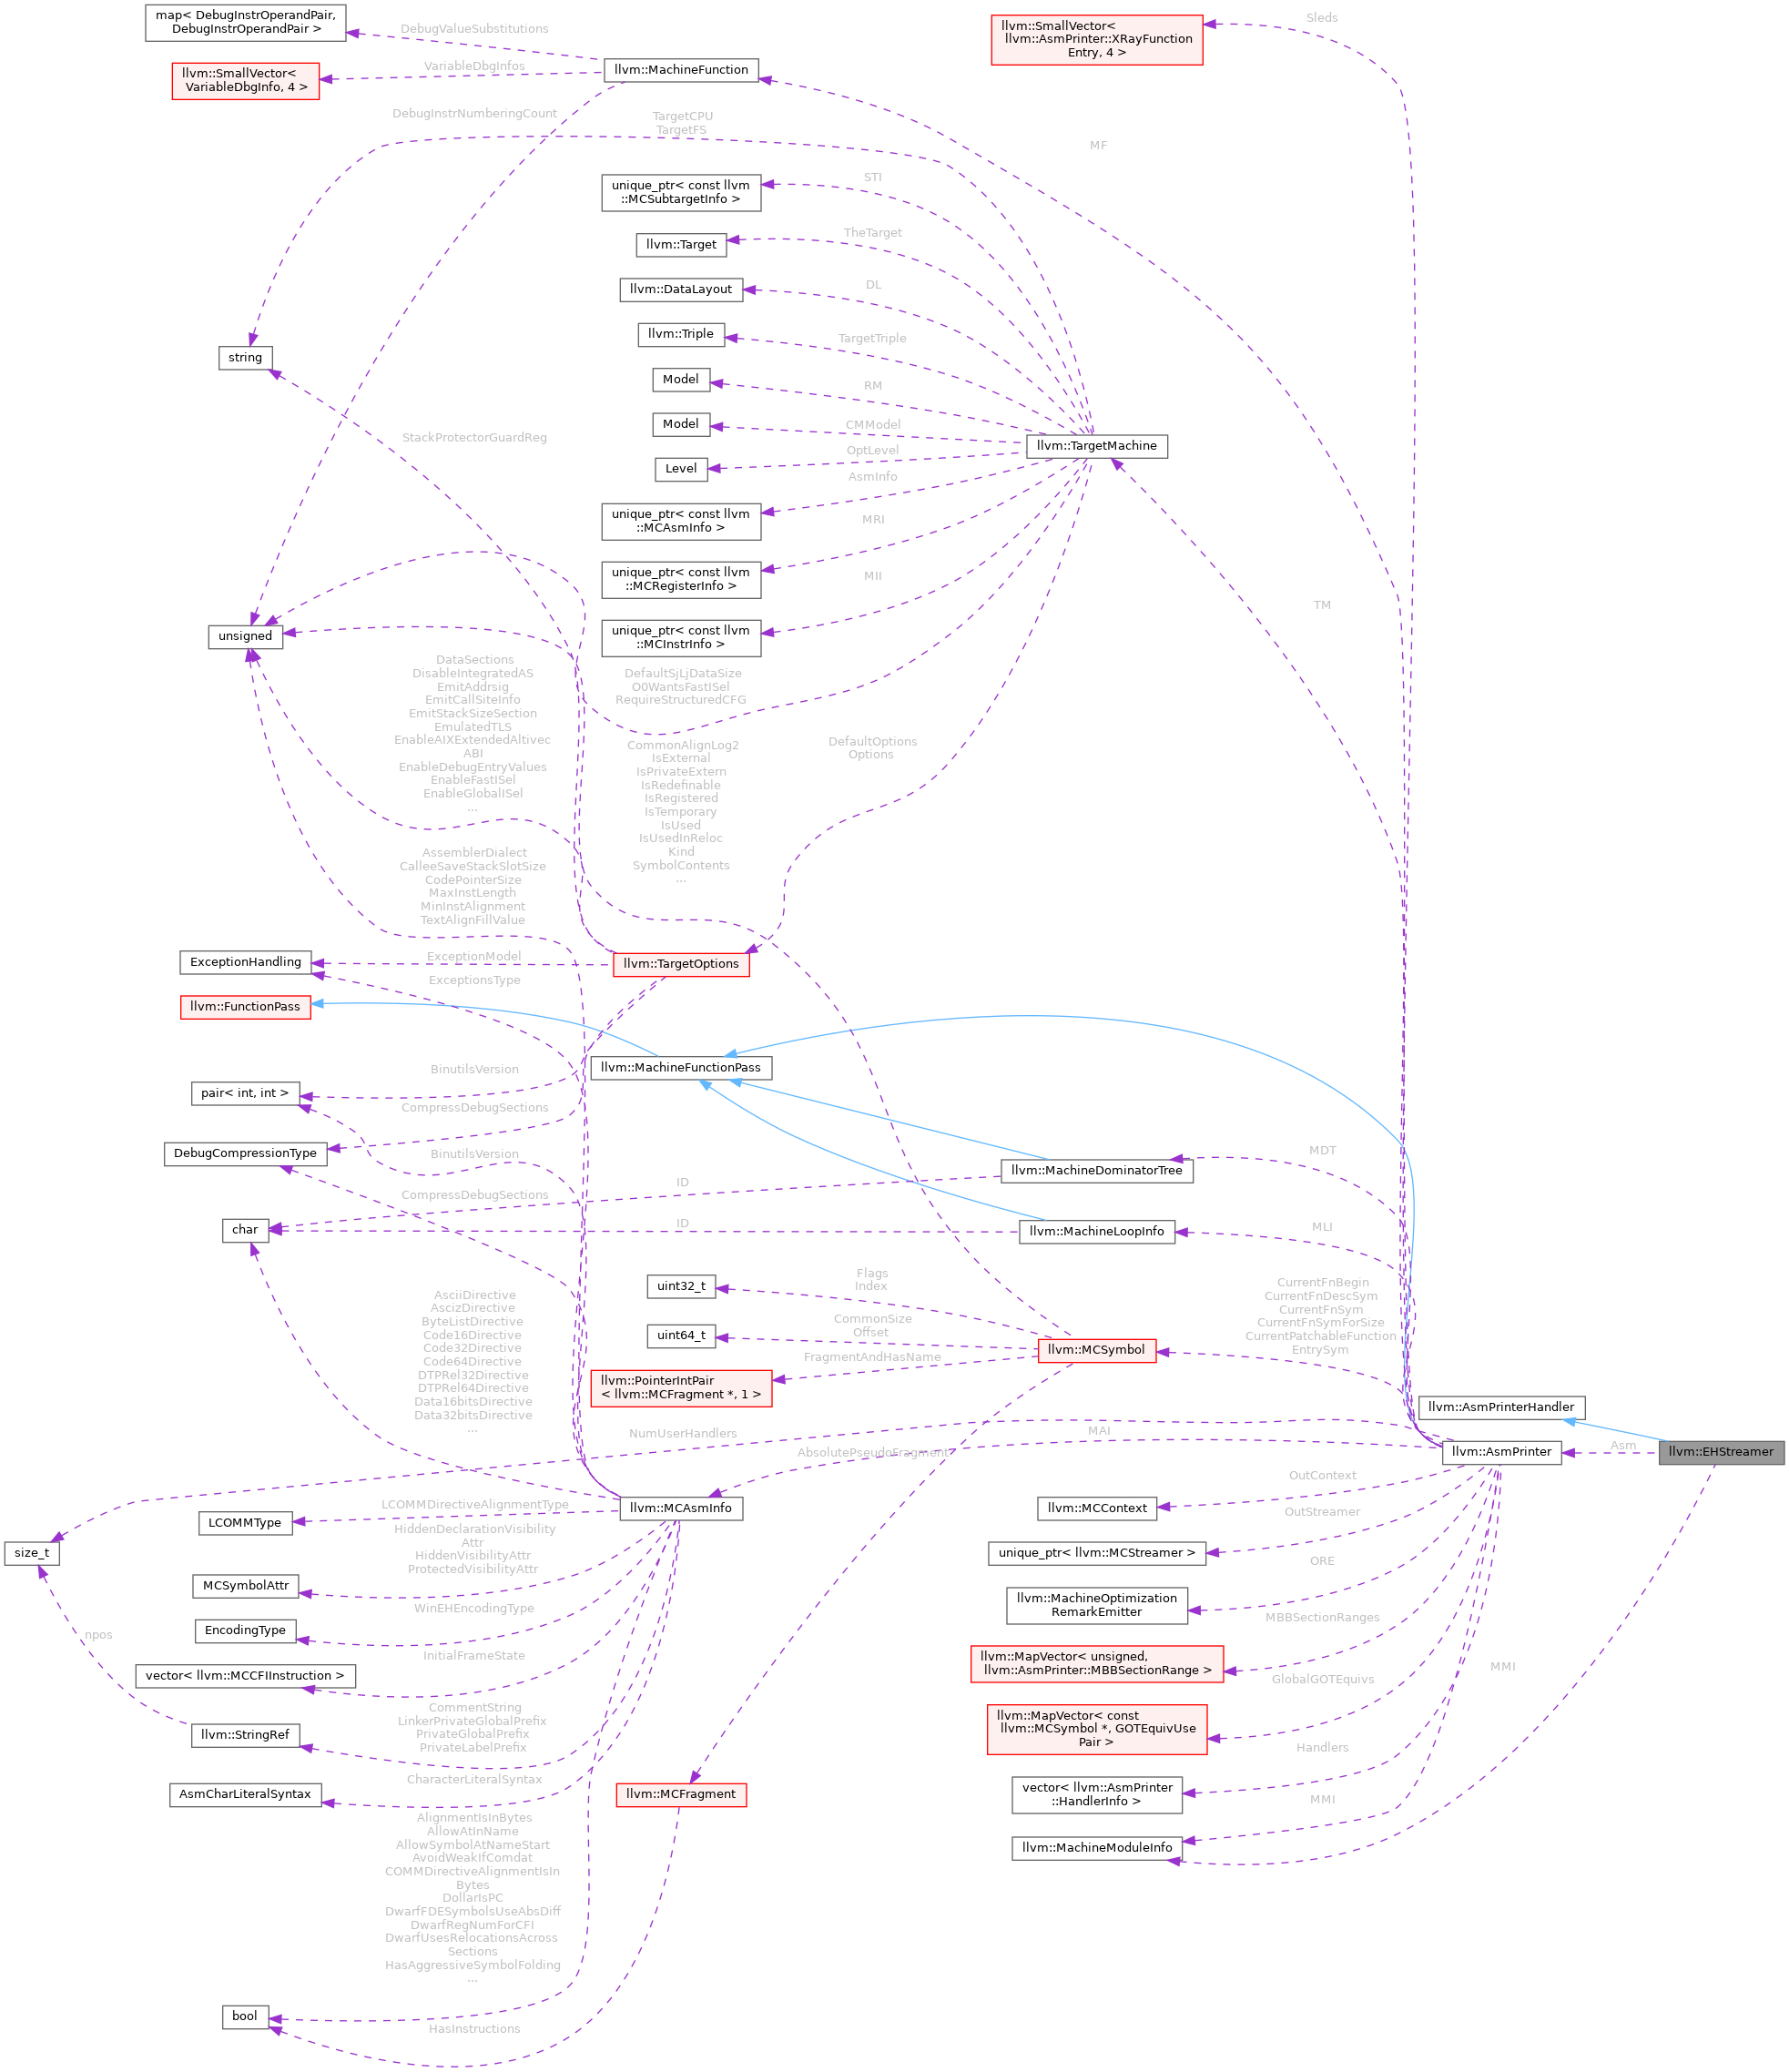 map< DebugInstrOperandPair,
DebugInstrOperandPair >
llvm::SmallVector<
VariableDbgInfo, 4 >
DebugValueSubstitutions
VariableDbgInfos
llvm::MachineFunction
llvm::SmallVector<
llvm::AsmPrinter::XRayFunction
Entry, 4 >
Sleds
DebugInstrNumberingCount
TargetCPU
TargetFS
MF
unique_ptr< const llvm
::MCSubtargetInfo >
STI
llvm::Target
TheTarget
llvm::DataLayout
DL
llvm::Triple
TargetTriple
string
Model
RM
Model
CMModel
llvm::TargetMachine
StackProtectorGuardReg
Level
OptLevel
unique_ptr< const llvm
::MCAsmInfo >
AsmInfo
unique_ptr< const llvm
::MCRegisterInfo >
MRI
unique_ptr< const llvm
::MCInstrInfo >
MII
TM
unsigned
DataSections
DisableIntegratedAS
EmitAddrsig
EmitCallSiteInfo
EmitStackSizeSection
EmulatedTLS
EnableAIXExtendedAltivec
ABI
EnableDebugEntryValues
EnableFastISel
EnableGlobalISel
...
DefaultSjLjDataSize
O0WantsFastISel
RequireStructuredCFG
CommonAlignLog2
IsExternal
IsPrivateExtern
IsRedefinable
IsRegistered
IsTemporary
IsUsed
IsUsedInReloc
Kind
SymbolContents
...
DefaultOptions
Options
AssemblerDialect
CalleeSaveStackSlotSize
CodePointerSize
MaxInstLength
MinInstAlignment
TextAlignFillValue
ExceptionHandling
ExceptionModel
llvm::TargetOptions
ExceptionsType
llvm::FunctionPass
llvm::MachineFunctionPass
pair< int, int >
BinutilsVersion
CompressDebugSections
DebugCompressionType
BinutilsVersion
CompressDebugSections
llvm::MachineDominatorTree
MDT
ID
char
ID
llvm::MachineLoopInfo
MLI
AsciiDirective
AscizDirective
ByteListDirective
Code16Directive
Code32Directive
Code64Directive
DTPRel32Directive
DTPRel64Directive
Data16bitsDirective
Data32bitsDirective
...
uint32_t
Flags
Index
uint64_t
CommonSize
Offset
llvm::PointerIntPair
< llvm::MCFragment *, 1 >
FragmentAndHasName
llvm::MCSymbol
CurrentFnBegin
CurrentFnDescSym
CurrentFnSym
CurrentFnSymForSize
CurrentPatchableFunction
EntrySym
llvm::AsmPrinterHandler
NumUserHandlers
AbsolutePseudoFragment
MAI
llvm::AsmPrinter
Asm
llvm::EHStreamer
size_t
npos
LCOMMType
LCOMMDirectiveAlignmentType
llvm::MCAsmInfo
HiddenDeclarationVisibility
Attr
HiddenVisibilityAttr
ProtectedVisibilityAttr
MCSymbolAttr
EncodingType
WinEHEncodingType
vector< llvm::MCCFIInstruction >
InitialFrameState
llvm::StringRef
CommentString
LinkerPrivateGlobalPrefix
PrivateGlobalPrefix
PrivateLabelPrefix
AsmCharLiteralSyntax
CharacterLiteralSyntax
llvm::MCFragment
llvm::MCContext
OutContext
unique_ptr< llvm::MCStreamer >
OutStreamer
llvm::MachineOptimization
RemarkEmitter
ORE
llvm::MapVector< unsigned,
llvm::AsmPrinter::MBBSectionRange >
MBBSectionRanges
llvm::MapVector< const
llvm::MCSymbol *, GOTEquivUse
Pair >
GlobalGOTEquivs
vector< llvm::AsmPrinter
::HandlerInfo >
Handlers
llvm::MachineModuleInfo
MMI
MMI
AlignmentIsInBytes
AllowAtInName
AllowSymbolAtNameStart
AvoidWeakIfComdat
COMMDirectiveAlignmentIsIn
Bytes
DollarIsPC
DwarfFDESymbolsUseAbsDiff
DwarfRegNumForCFI
DwarfUsesRelocationsAcross
Sections
HasAggressiveSymbolFolding
...
bool
HasInstructions